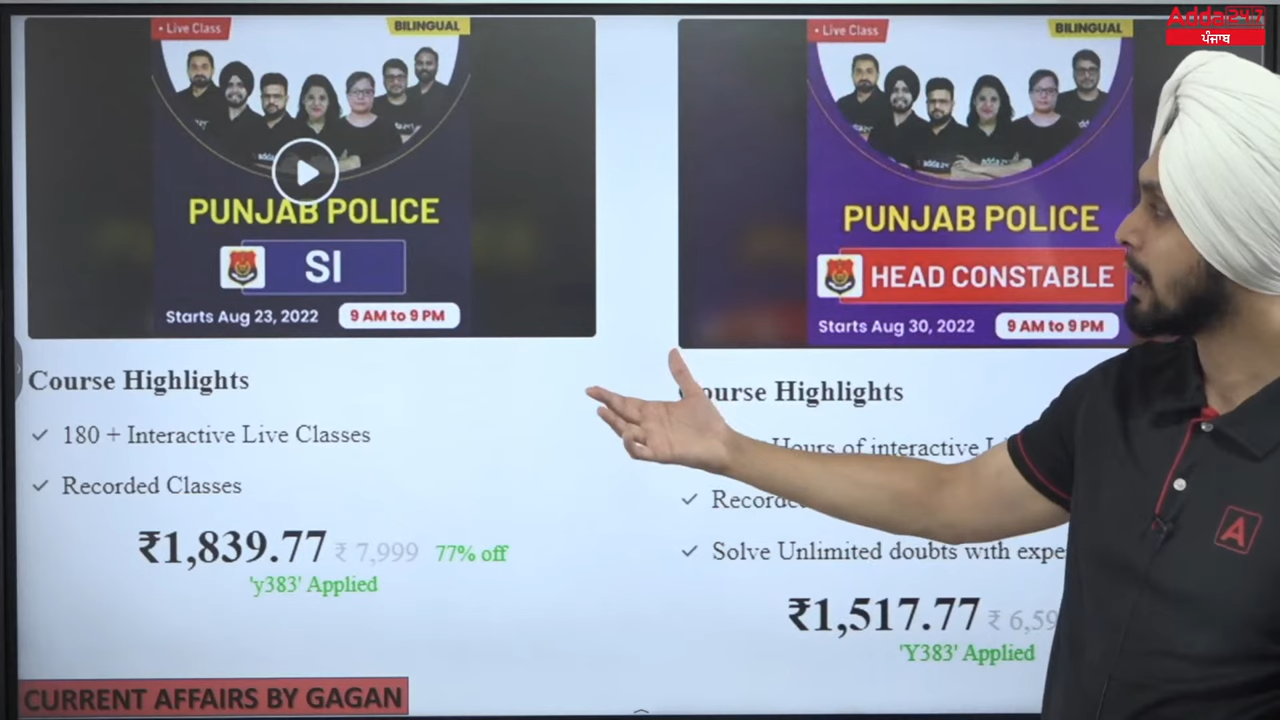 Live Class
BILINGUAL
PUNJAB POLICE
SI
Starts Aug 23, 2022
9 AM to 9 PM
Course Highlights
180 + Interactive Live Classes
Recorded Classes
₹1,839.77 ₹ 7,999 77% off
'y383' Applied
Live Class
BILINGUAL
PUNJAB POLICE
HEAD CONSTABLE
Starts Aug 30, 2022
9 AM to 9 PM
Highlights
Hours of interactive
Solve Unlimited doubts with
₹1,517.77
'Y383' Applied
CURRENT AFFAIRS BY GAGAN
Adda247
ਪੰਜਾਬ
A